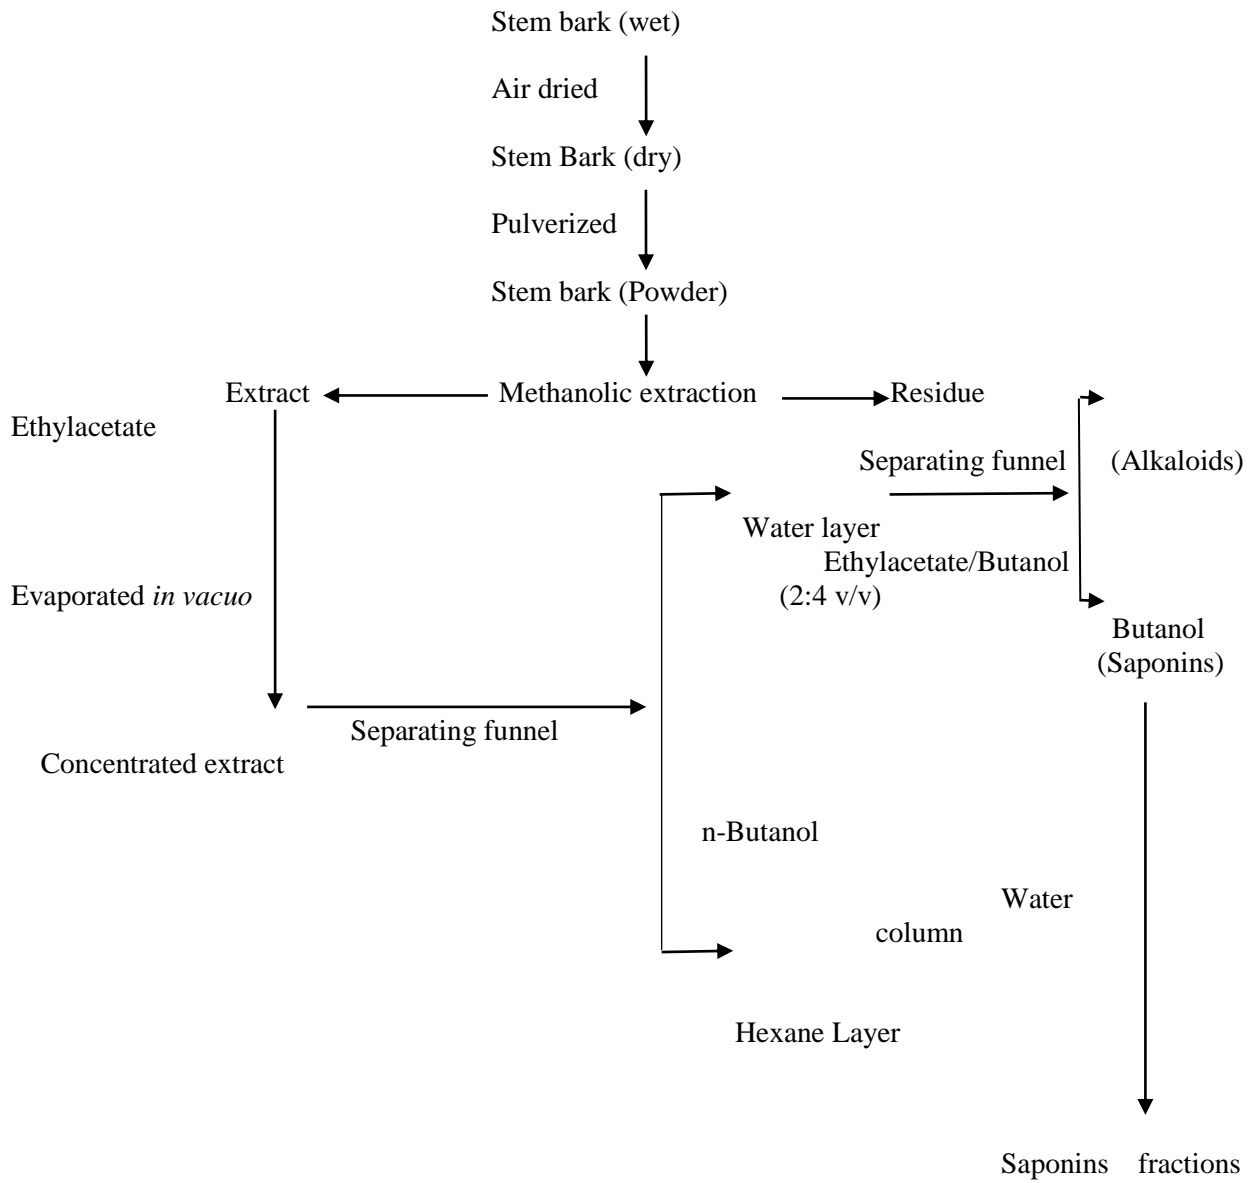 Stem bark (wet)
Air dried
Stem Bark (dry)
Pulverized
Stem bark (Powder)
Extract
Methanolic extraction
Residue
Ethylacetate
Separating funnel
(Alkaloids)
Water layer
Ethylacetate/Butanol
Evaporated in vacuo
(2:4 v/v)
Butanol
(Saponins)
Separating funnel
Concentrated extract
n-Butanol
Water
column
Hexane Layer
Saponins fractions